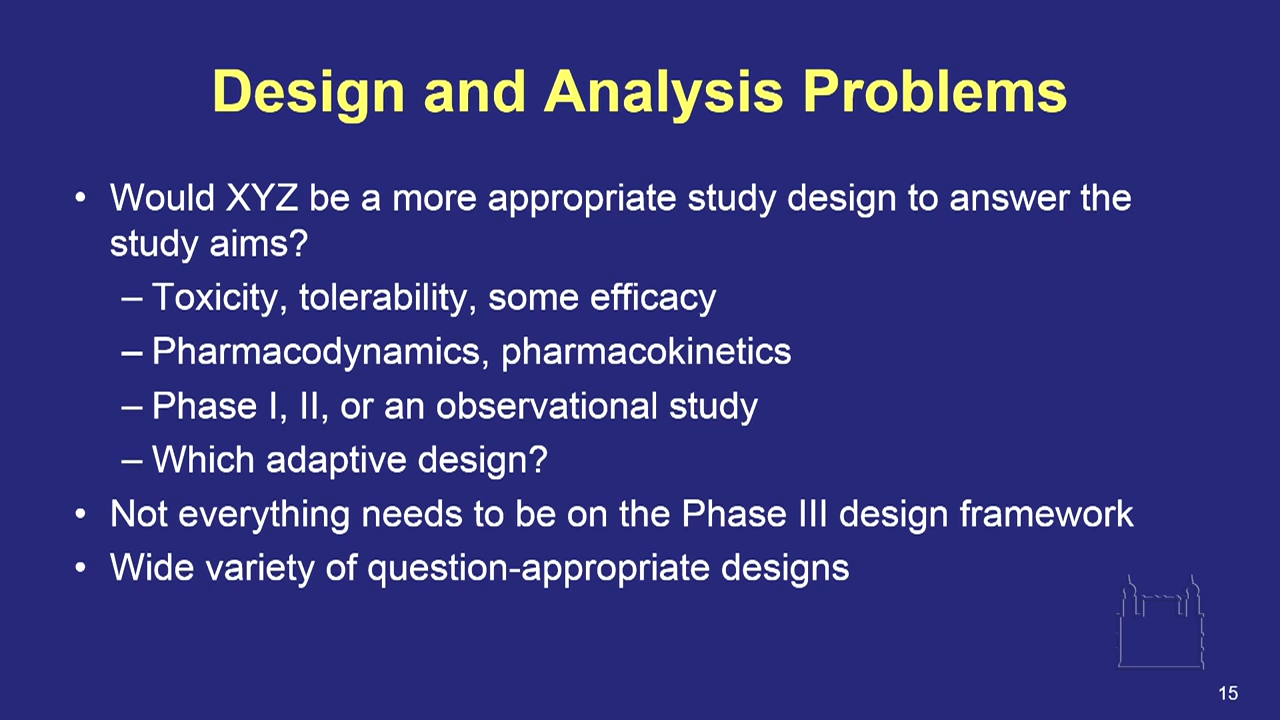 Design and Analysis Problems
• Would XYZ be a more appropriate study design to answer the
study aims?
– Toxicity, tolerability, some efficacy
– Pharmacodynamics, pharmacokinetics
– Phase I, II, or an observational study
– Which adaptive design?
• Not everything needs to be on the Phase III design framework
• Wide variety of question-appropriate designs
15